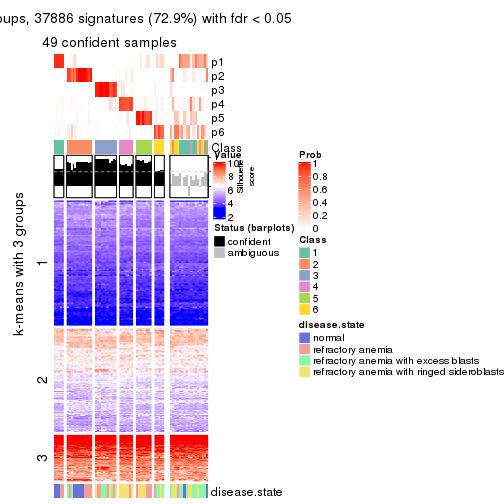 oups, 37886 signatures (72.9%) with fdr < 0.05
49 confident samples
p1
p2
p3
p4
p5
p6
Class
k-means with 3 groups
1
2
3
disease.state
Value
10
8
6
4
2
Silhouette
score
Status (barplots)
confident
ambiguous
Prob
1
0.8
0.6
0.4
0.2
0
Class
1
2
3
4
5
6
disease.state
normal
refractory anemia
refractory anemia with excess blasts
refractory anemia with ringed sideroblasts